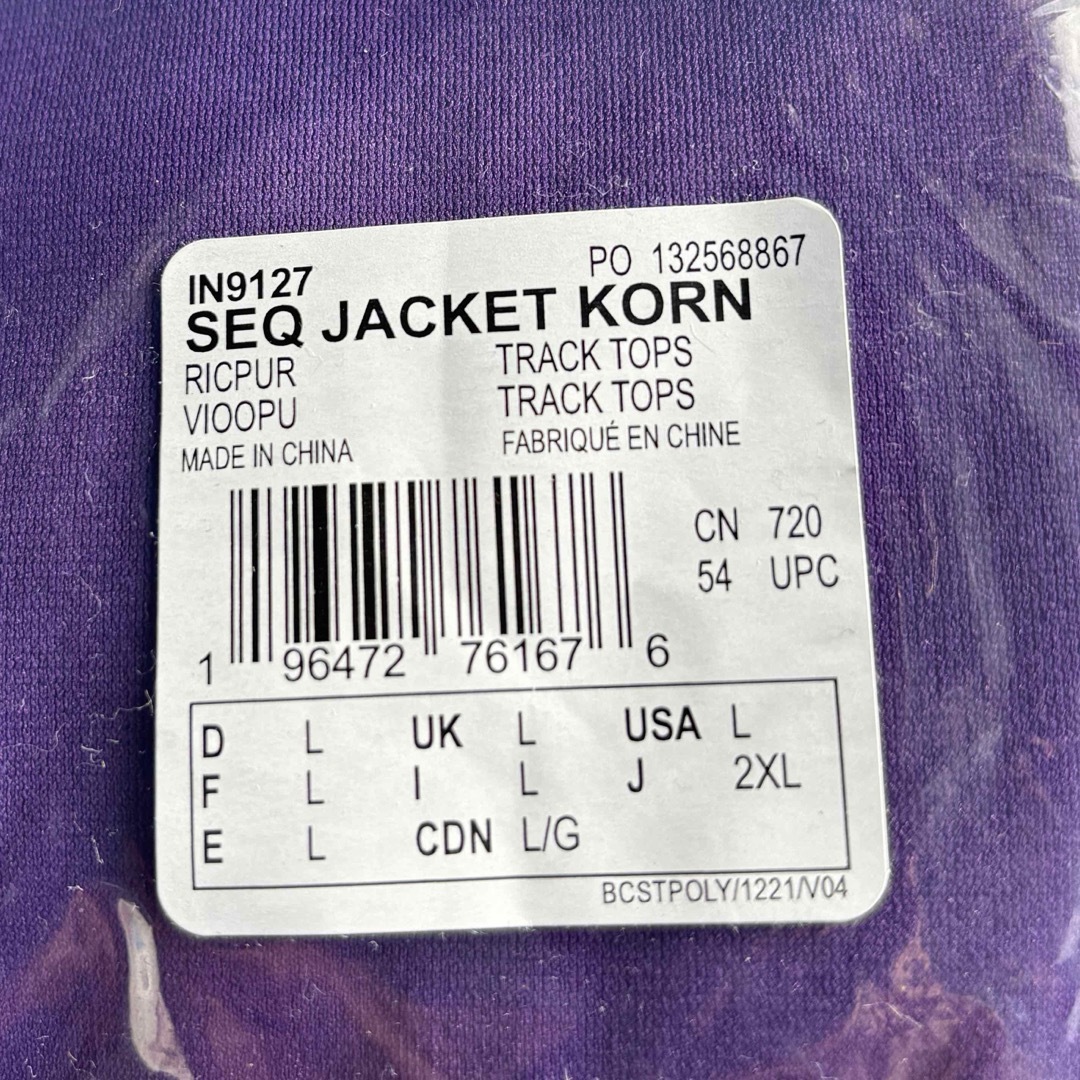 IN9127 PO 132568867
SEQ JACKET KORN
RICPUR TRACK TOPS
VIOOPU TRACK TOPS
MADE IN CHINA FABRIQUÉ EN CHINE
CN 720
54 UPC
1 96472 76167 6
D L UK L USA L
F L I L J 2XL
E L CDN L/G
BCSTPOLY/1221/V04